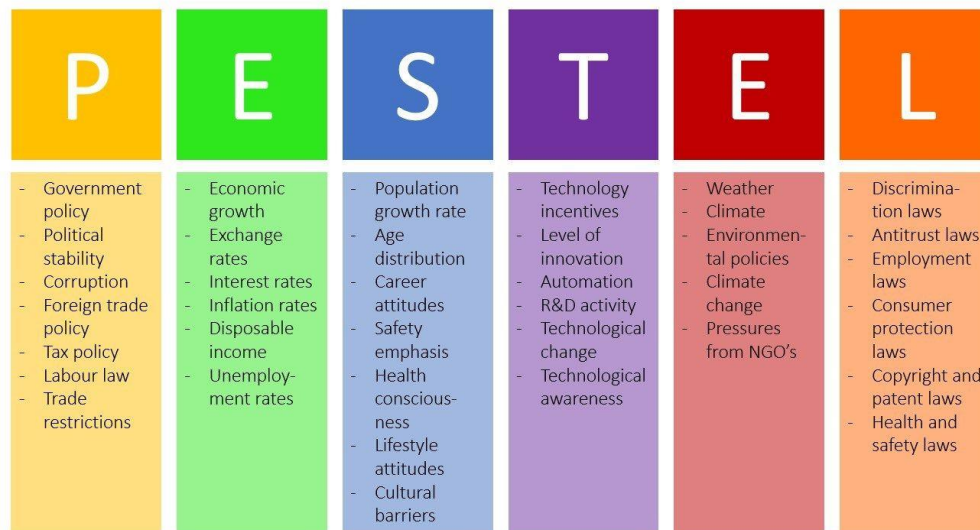 P
E
S
T
E
L
- Government
policy
- Political
stability
- Corruption
- Foreign trade
policy
- Tax policy
- Labour law
- Trade
restrictions
- Economic
growth
- Exchange
rates
- Interest rates
- Inflation rates
- Disposable
income
- Unemploy-
ment rates
- Population
growth rate
- Age
distribution
- Career
attitudes
- Safety
emphasis
- Health
conscious-
ness
- Lifestyle
attitudes
- Cultural
barriers
- Technology
incentives
- Level of
innovation
- Automation
- R&D activity
- Technological
change
- Technological
awareness
- Weather
- Climate
- Environmen-
tal policies
- Climate
change
- Pressures
from NGO's
- Discrimina-
tion laws
- Antitrust laws
- Employment
laws
- Consumer
protection
laws
- Copyright and
patent laws
- Health and
safety laws